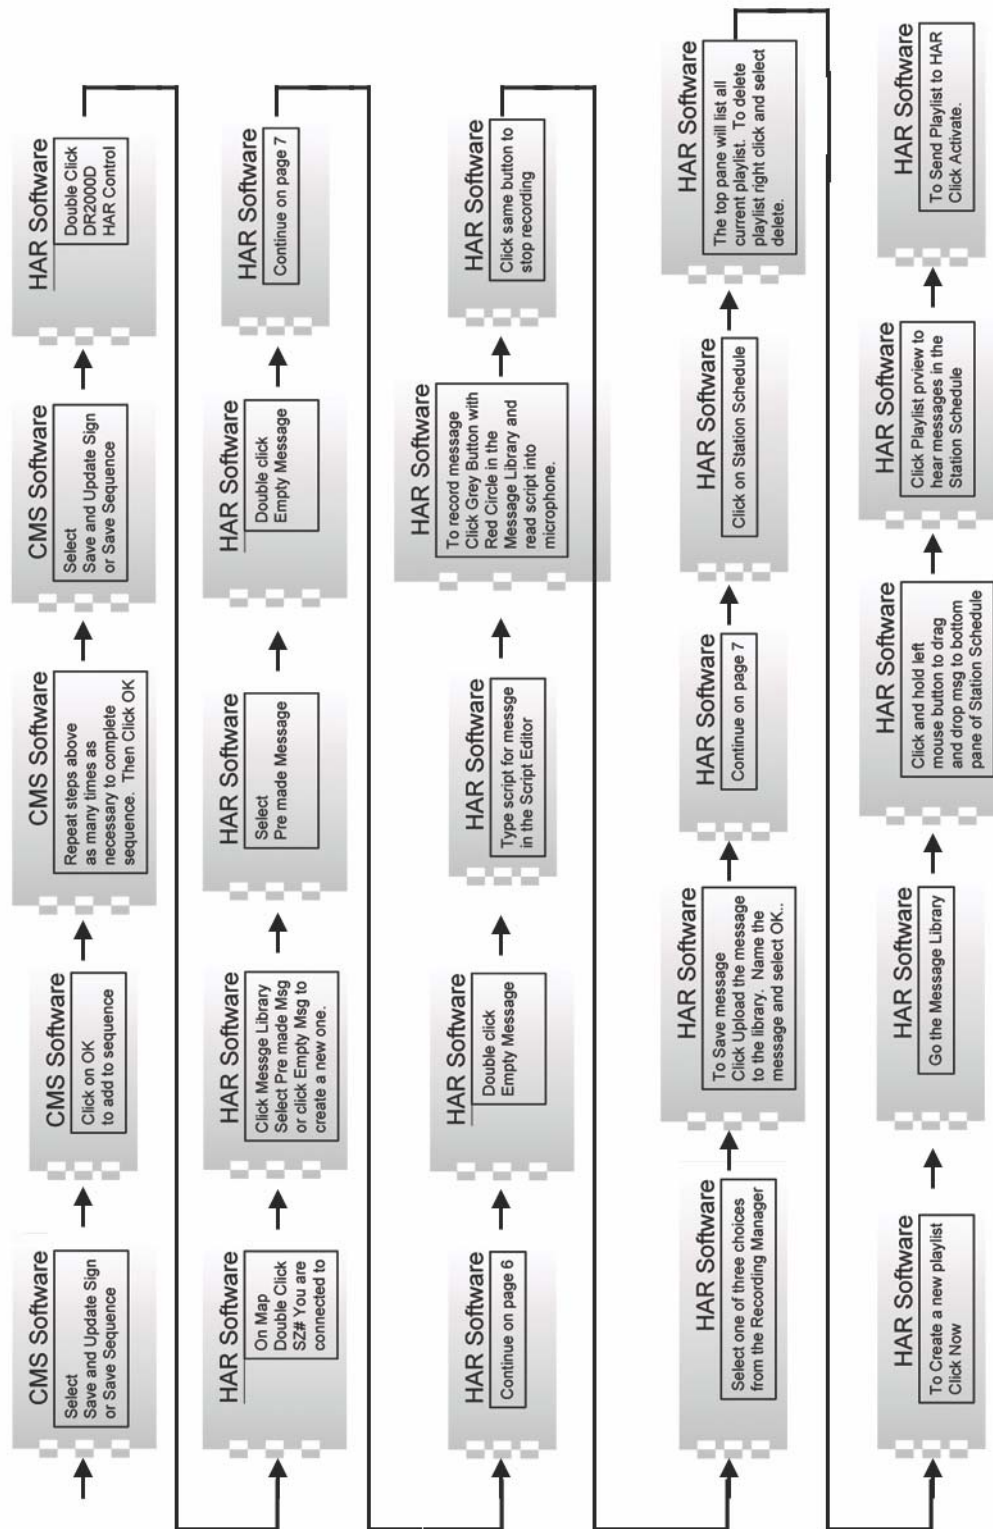 CMS Software
Select
Save and Update Sign
or Save Sequence
CMS Software
Click on OK
to add to sequence
CMS Software
Repeat steps above
as many times as
necessary to complete
sequence. Then Click OK
CMS Software
Select
Save and Update Sign
or Save Sequence
HAR Software
Double Click
DR2000D
HAR Control
HAR Software
On Map
Double Click
SZ# You are
connected to
HAR Software
Click Messge Library
Select Pre made Msg
or click Empty Msg to
create a new one.
HAR Software
Select
Pre made Message
HAR Software
Double click
Empty Message
HAR Software
Continue on page 7
HAR Software
Continue on page 6
HAR Software
Double click
Empty Message
HAR Software
Type script for messge
in the Script Editor
HAR Software
To record message
Click Grey Button with
Red Circle in the
Message Library and
read script into
microphone.
HAR Software
Click same button to
stop recording
HAR Software
Select one of three choices
from the Recording Manager
HAR Software
To Save message
Click Upload the message
to the library. Name the
message and select OK..
HAR Software
Continue on page 7
HAR Software
Click on Station Schedule
HAR Software
The top pane will list all
current playlist. To delete
playlist right click and select
delete.
HAR Software
To Create a new playlist
Click Now
HAR Software
Go the Message Library
HAR Software
Click and hold left
mouse button to drag
and drop msg to bottom
pane of Station Schedule
HAR Software
Click Playlist prview to
hear messages in the
Station Schedule
HAR Software
To Send Playlist to HAR
Click Activate.